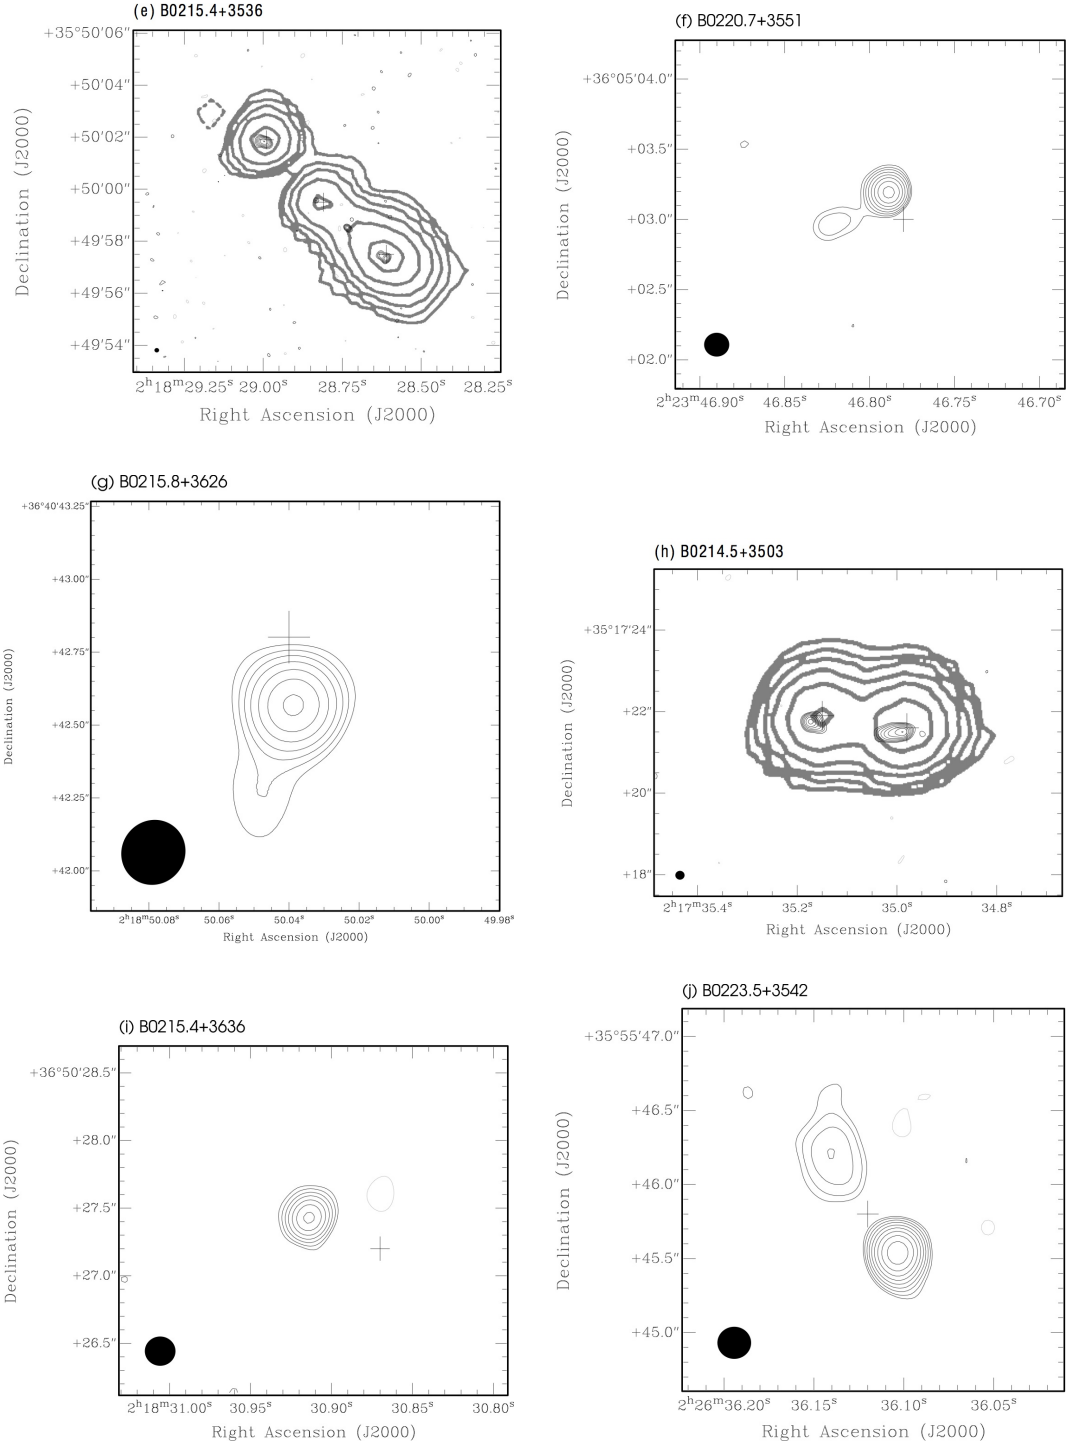 (e) B0215.4+3536
+35°50′06″
+50′04″
+50′02″
+50′00″
+49′58″
+49′56″
+49′54″
Declination (J2000)
2ʰ18ᵐ29.25ˢ 29.00ˢ 28.75ˢ 28.50ˢ 28.25ˢ
Right Ascension (J2000)
(f) B0220.7+3551
+36°05′04.0″
+03.5″
+03.0″
+02.5″
+02.0″
Declination (J2000)
2ʰ23ᵐ46.90ˢ 46.85ˢ 46.80ˢ 46.75ˢ 46.70ˢ
Right Ascension (J2000)
(g) B0215.8+3626
+36°40′43.25″
+43.00″
+42.75″
+42.50″
+42.25″
+42.00″
Declination (J2000)
2ʰ18ᵐ50.08ˢ 50.06ˢ 50.04ˢ 50.02ˢ 50.00ˢ 49.98ˢ
Right Ascension (J2000)
(h) B0214.5+3503
+35°17′24″
+22″
+20″
+18″
Declination (J2000)
2ʰ17ᵐ35.4ˢ 35.2ˢ 35.0ˢ 34.8ˢ
Right Ascension (J2000)
(i) B0215.4+3636
+36°50′28.5″
+28.0″
+27.5″
+27.0″
+26.5″
Declination (J2000)
2ʰ18ᵐ31.00ˢ 30.95ˢ 30.90ˢ 30.85ˢ 30.80ˢ
Right Ascension (J2000)
(j) B0223.5+3542
+35°55′47.0″
+46.5″
+46.0″
+45.5″
+45.0″
Declination (J2000)
2ʰ26ᵐ36.20ˢ 36.15ˢ 36.10ˢ 36.05ˢ
Right Ascension (J2000)